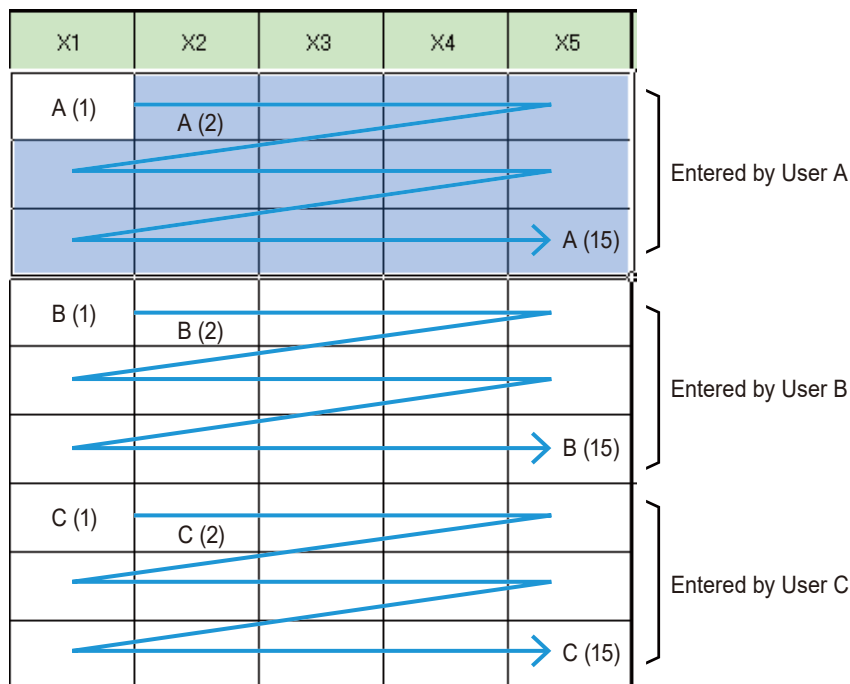 X1 X2 X3 X4 X5
A (1)
A (2)
Entered by User A
A (15)
B (1)
B (2)
Entered by User B
B (15)
C (1)
C (2)
Entered by User C
C (15)